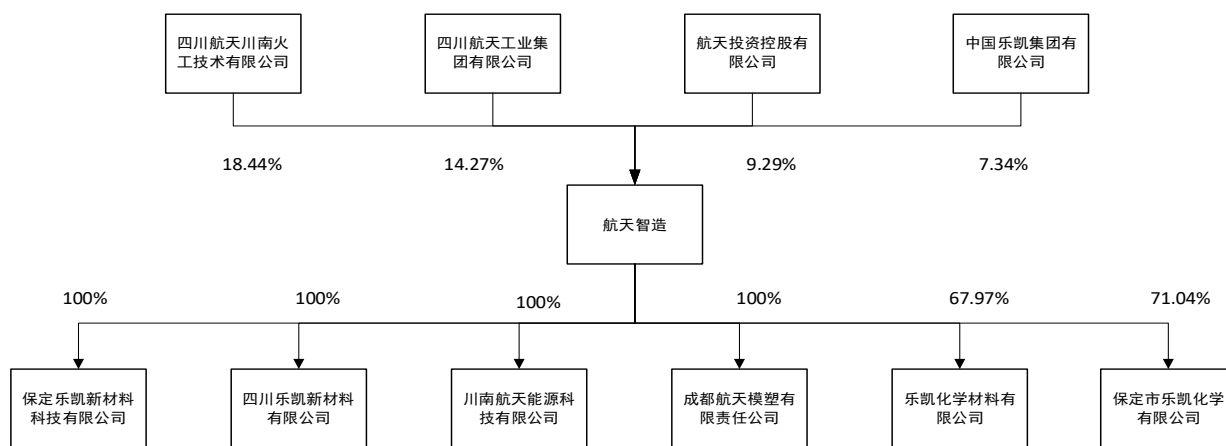 四川航天川南火
工技术有限公司
四川航天工业集
团有限公司
航天投资控股有
限公司
中国乐凯集团有
限公司
18.44%
14.27%
9.29%
7.34%
航天智造
100%
100%
100%
100%
67.97%
71.04%
保定乐凯新材料
科技有限公司
四川乐凯新材料
有限公司
川南航天能源科
技有限公司
成都航天模塑有
限责任公司
乐凯化学材料有
限公司
保定市乐凯化学
有限公司